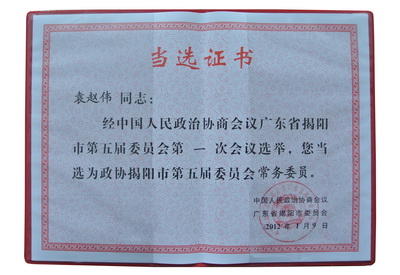 当选证书
袁赵伟 同志：
经中国人民政治协商会议广东省揭阳
市第五届委员会第一次会议选举，您当
选为政协揭阳市第五届委员会常务委员。
中国人民政治协商会议
广东省揭阳市委员会
2012年1月9日